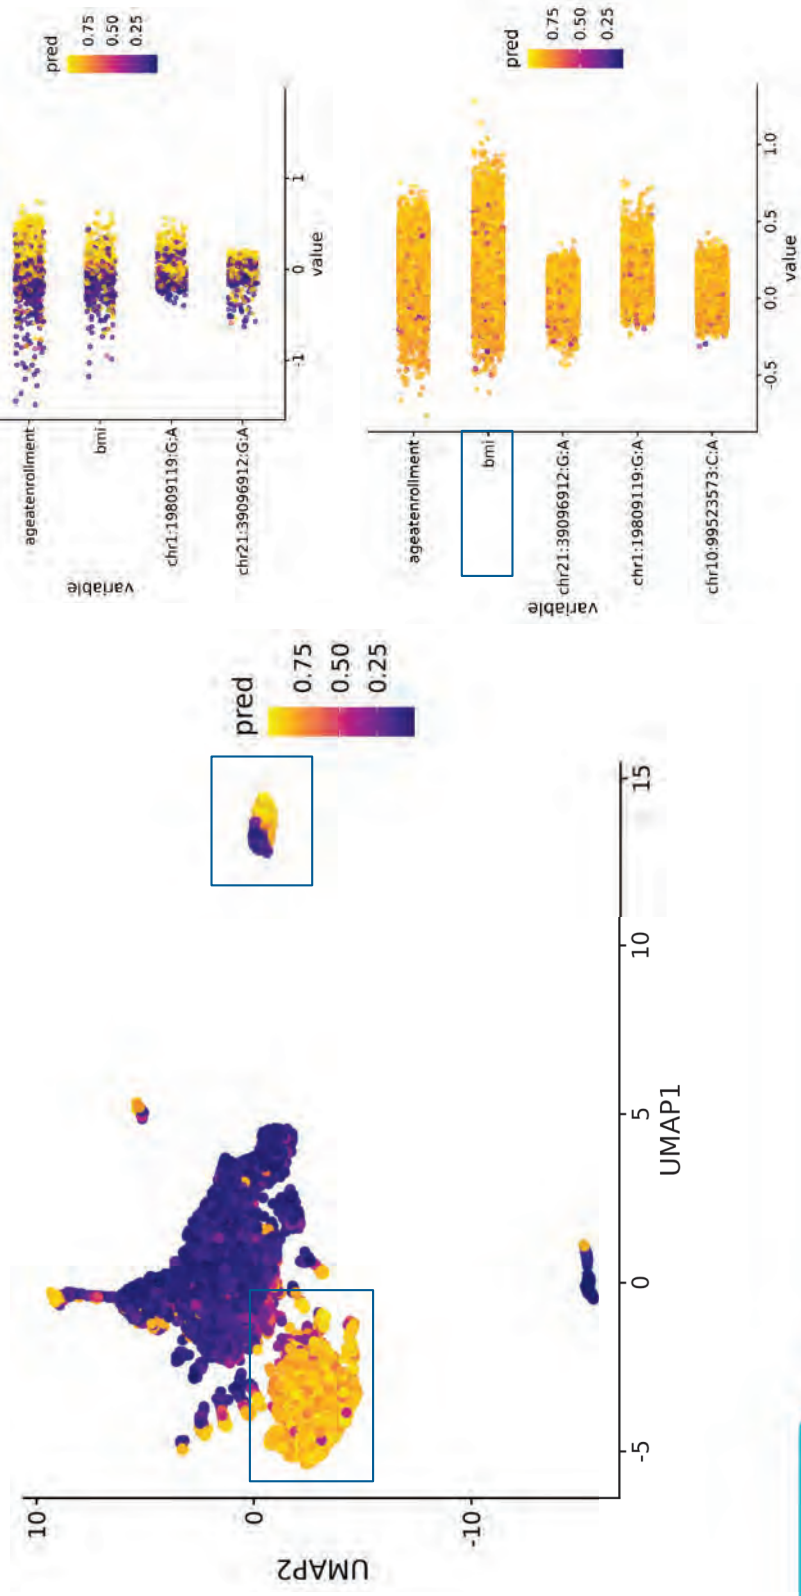 pred
0.75
0.50
0.25
ageatenrollment
bmi
chr1:19809119:G:A
chr21:39096912:G:A
variable
-1
0
1
value
pred
0.75
0.50
0.25
ageatenrollment
bmi
chr21:39096912:G:A
chr1:19809119:G:A
chr10:99523573:C:A
variable
-0.5
0.0
0.5
1.0
value
pred
0.75
0.50
0.25
10
0
-10
UMAP2
-5
0
5
10
15
UMAP1